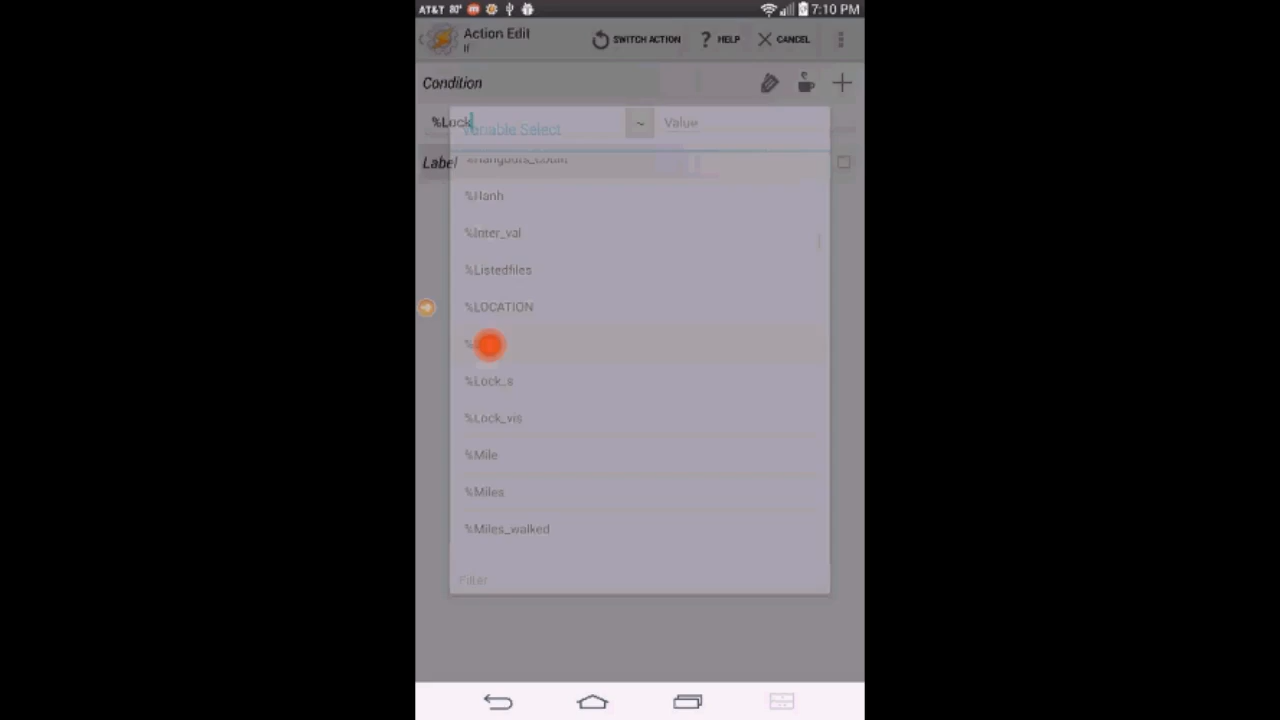 AT&T 80° 7:10 PM
Action Edit
If
SWITCH ACTION
HELP
CANCEL
Condition
%Lock
Variable Select
~
Value
Label
%Hangouts_count
%Hanh
%Inter_val
%Listedfiles
%LOCATION
%Lock_s
%Lock_vis
%Mile
%Miles
%Miles_walked
Filter